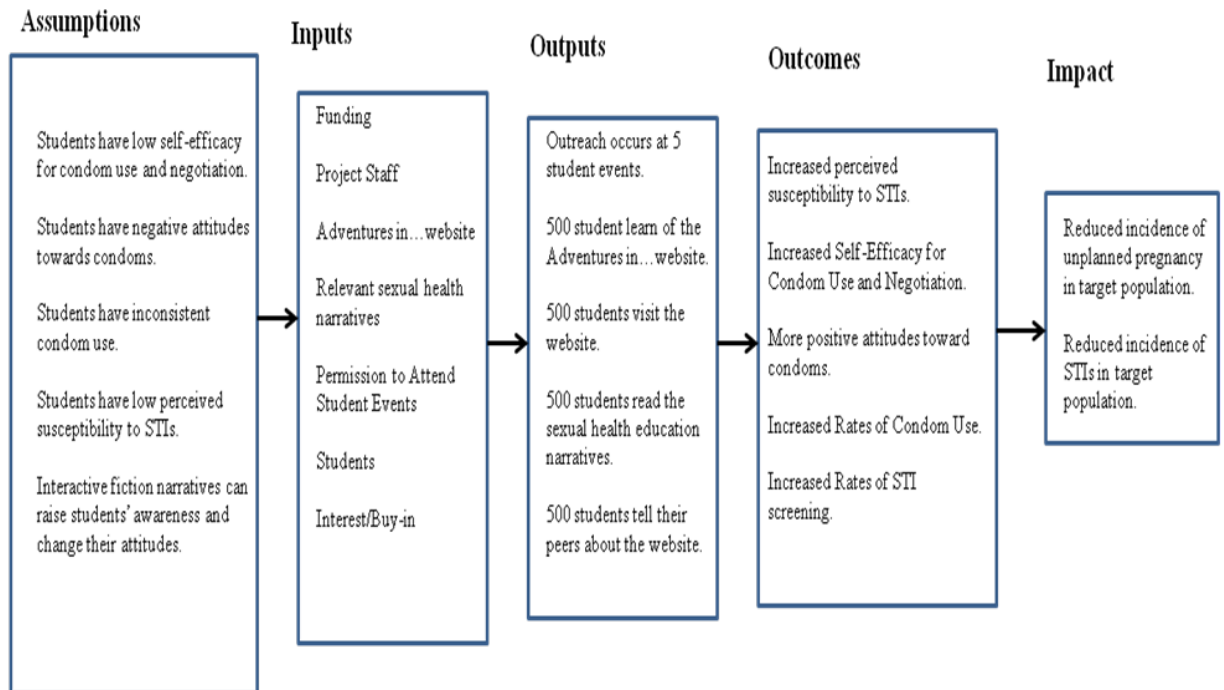 Assumptions
Students have low self-efficacy
for condom use and negotiation.
Students have negative attitudes
towards condoms.
Students have inconsistent
condom use.
Students have low perceived
susceptibility to STIs.
Interactive fiction narratives can
raise students' awareness and
change their attitudes.
Inputs
Funding
Project Staff
Adventures in…website
Relevant sexual health
narratives
Permission to Attend
Student Events
Students
Interest/Buy-in
Outputs
Outreach occurs at 5
student events.
500 student learn of the
Adventures in…website.
500 students visit the
website.
500 students read the
sexual health education
narratives.
500 students tell their
peers about the website.
Outcomes
Increased perceived
susceptibility to STIs.
Increased Self-Efficacy for
Condom Use and Negotiation.
More positive attitudes toward
condoms.
Increased Rates of Condom Use.
Increased Rates of STI
screening.
Impact
Reduced incidence of
unplanned pregnancy
in target population.
Reduced incidence of
STIs in target
population.